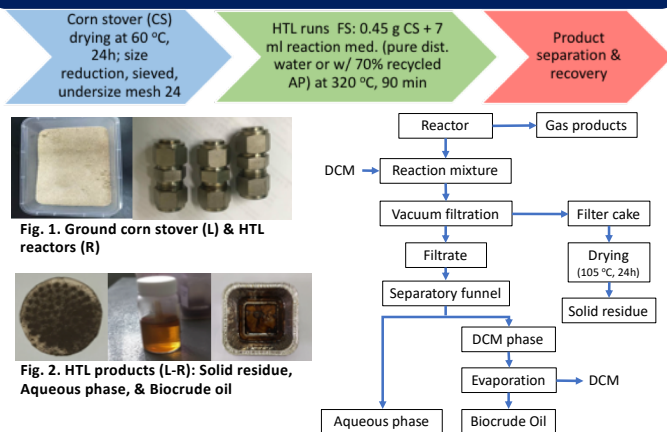 Corn stover (CS)
drying at 60 °C,
24h; size
reduction, sieved,
undersize mesh 24
HTL runs FS: 0.45 g CS + 7
ml reaction med. (pure dist.
water or w/ 70% recycled
AP) at 320 °C, 90 min
Product
separation &
recovery
Fig. 1. Ground corn stover (L) & HTL
reactors (R)
Fig. 2. HTL products (L-R): Solid residue,
Aqueous phase, & Biocrude oil
Reactor
Gas products
DCM
Reaction mixture
Vacuum filtration
Filter cake
Filtrate
Drying
(105 °C, 24h)
Separatory funnel
Solid residue
DCM phase
Evaporation
DCM
Aqueous phase
Biocrude Oil